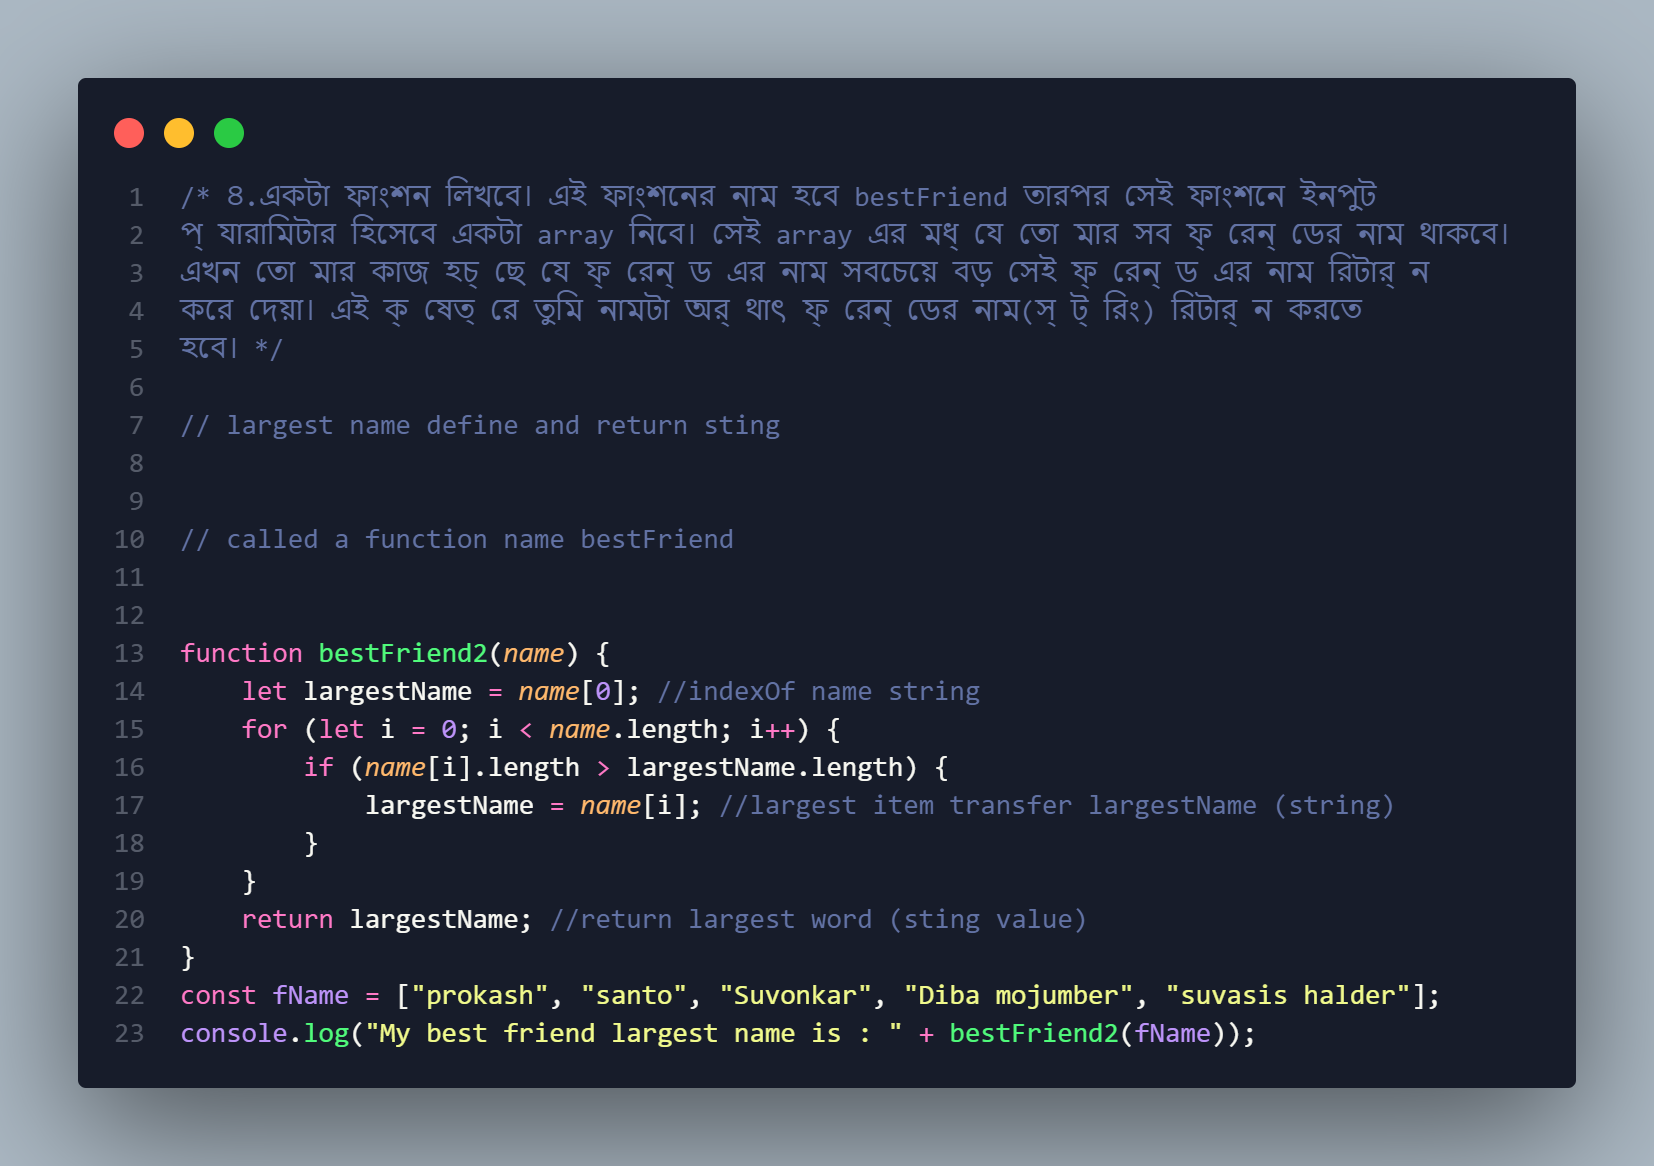 1 /* ৪.একটা ফাংশন লিখবে। এই ফাংশনের নাম হবে bestFriend তারপর সেই ফাংশনে ইনপুট
2 প্ যারামিটার হিসেবে একটা array নিবে। সেই array এর মধ্ যে তো মার সব ফ্ রেন্ ডের নাম থাকবে।
3 এখন তো মার কাজ হচ্ ছে যে ফ্ রেন্ ড এর নাম সবচেয়ে বড় সেই ফ্ রেন্ ড এর নাম রিটার্ ন
4 করে দেয়া। এই ক্ ষেত্ রে তুমি নামটা অর্ থাৎ ফ্ রেন্ ডের নাম(স্ ট্ রিং) রিটার্ ন করতে
5 হবে। */
6
7 // largest name define and return sting
8
9
10 // called a function name bestFriend
11
12
13 function bestFriend2(name) {
14     let largestName = name[0]; //indexOf name string
15     for (let i = 0; i < name.length; i++) {
16         if (name[i].length > largestName.length) {
17             largestName = name[i]; //largest item transfer largestName (string)
18         }
19     }
20     return largestName; //return largest word (sting value)
21 }
22 const fName = ["prokash", "santo", "Suvonkar", "Diba mojumber", "suvasis halder"];
23 console.log("My best friend largest name is : " + bestFriend2(fName));